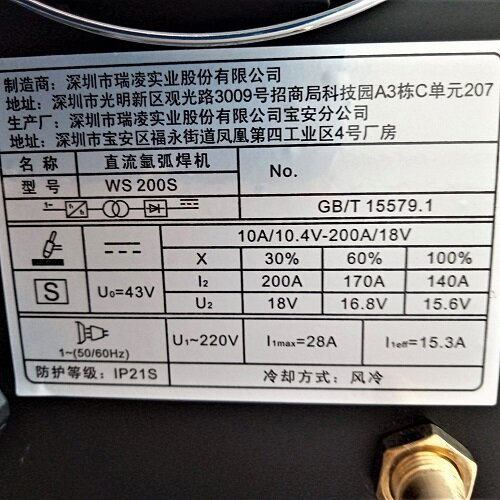 制造商：深圳市瑞凌实业股份有限公司
地址：深圳市光明新区观光路3009号招商局科技园A3栋C单元207
生产厂：深圳市瑞凌实业股份有限公司宝安分公司
地址：深圳市宝安区福永街道凤凰第四工业区4号厂房
名 称 直流氩弧焊机 No.
型 号 WS 200S
1~ GB/T 15579.1
10A/10.4V-200A/18V
X 30% 60% 100%
S U₀=43V I₂ 200A 170A 140A
U₂ 18V 16.8V 15.6V
1~(50/60Hz) U₁~220V I₁max=28A I₁eff=15.3A
防护等级：IP21S 冷却方式：风冷